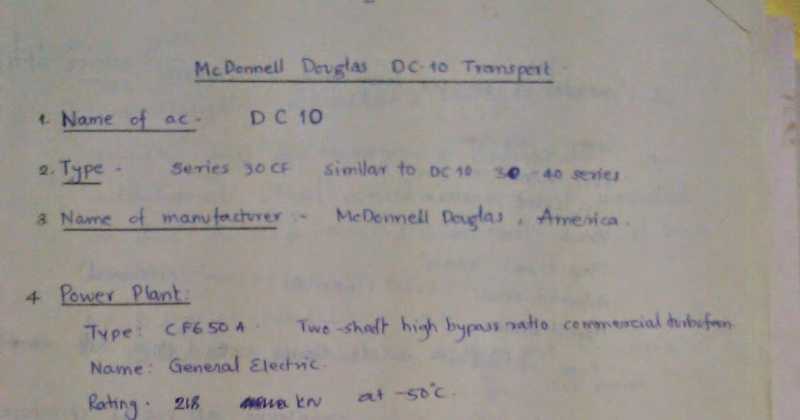 McDonnell Douglas DC-10 Transport.
1. Name of ac - DC 10
2. Type - Series 30 CF similar to DC 10 30 - 40 series
3 Name of manufacturer :- McDonnell Douglas, America.
4 Power Plant:
Type: CF6 50 A. Two-shaft high bypass ratio commercial turbofan
Name: General Electric.
Rating. 218 kN at -50°C.